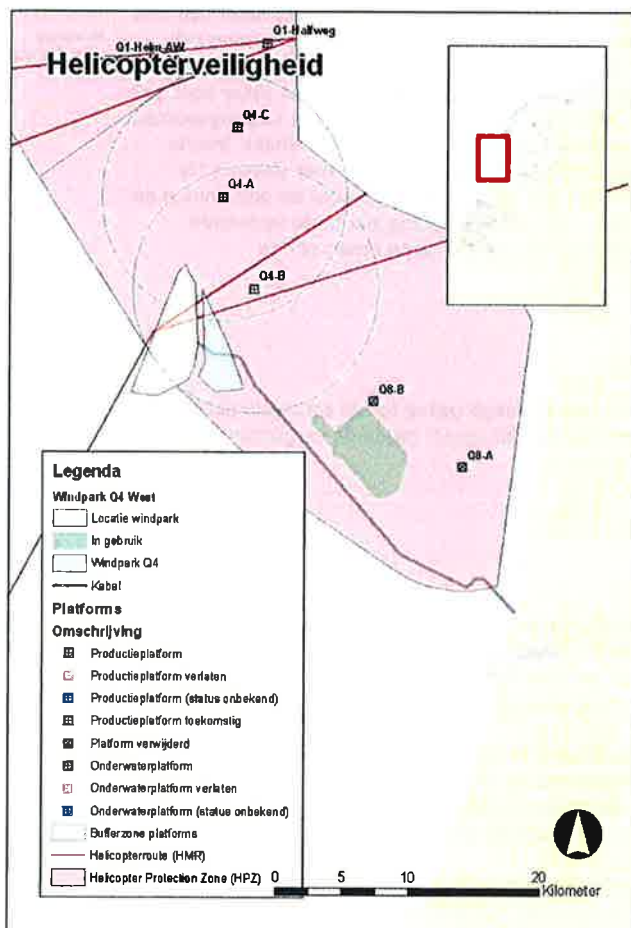 Q1-Halfweg
Q1-Helm-AW
Helicopterveiligheid
Q4-C
Q4-A
Q4-B
Q8-B
Q8-A
Legenda
Windpark Q4 West
Locatie windpark
In gebruik
Windpark Q4
Kabel
Platforms
Omschrijving
Productieplatform
Productieplatform verlaten
Productieplatform (status onbekend)
Productieplatform toekomstig
Platform verwijderd
Onderwaterplatform
Onderwaterplatform verlaten
Onderwaterplatform (status onbekend)
Bufferzone platforms
Helicopterroute (HMR)
Helicopter Protection Zone (HPZ)
0 5 10 20
Kilometer